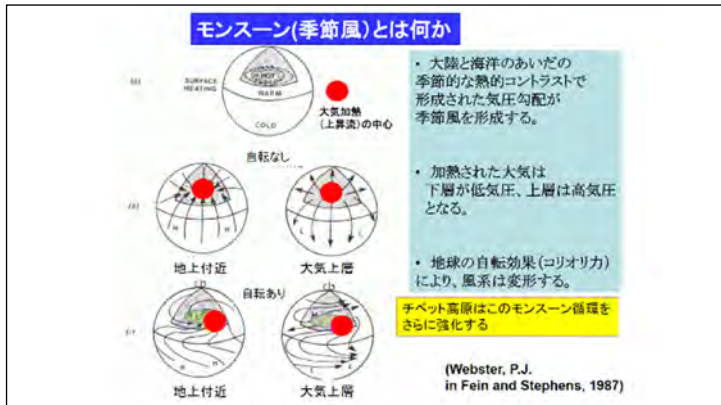 モンスーン(季節風)とは何か
SURFACE
HEATING
HOT
WARM
COLD
大気加熱
(上昇流)の中心
自転なし
H
H
L
L
地上付近
大気上層
自転あり
H
H
L
L
地上付近
大気上層
• 大陸と海洋のあいだの
季節的な熱的コントラストで
形成された気圧勾配が
季節風を形成する。
• 加熱された大気は
下層が低気圧、上層は高気圧
となる。
• 地球の自転効果(コリオリ力)
により、風系は変形する。
チベット高原はこのモンスーン循環を
さらに強化する
(Webster, P.J.
in Fein and Stephens, 1987)